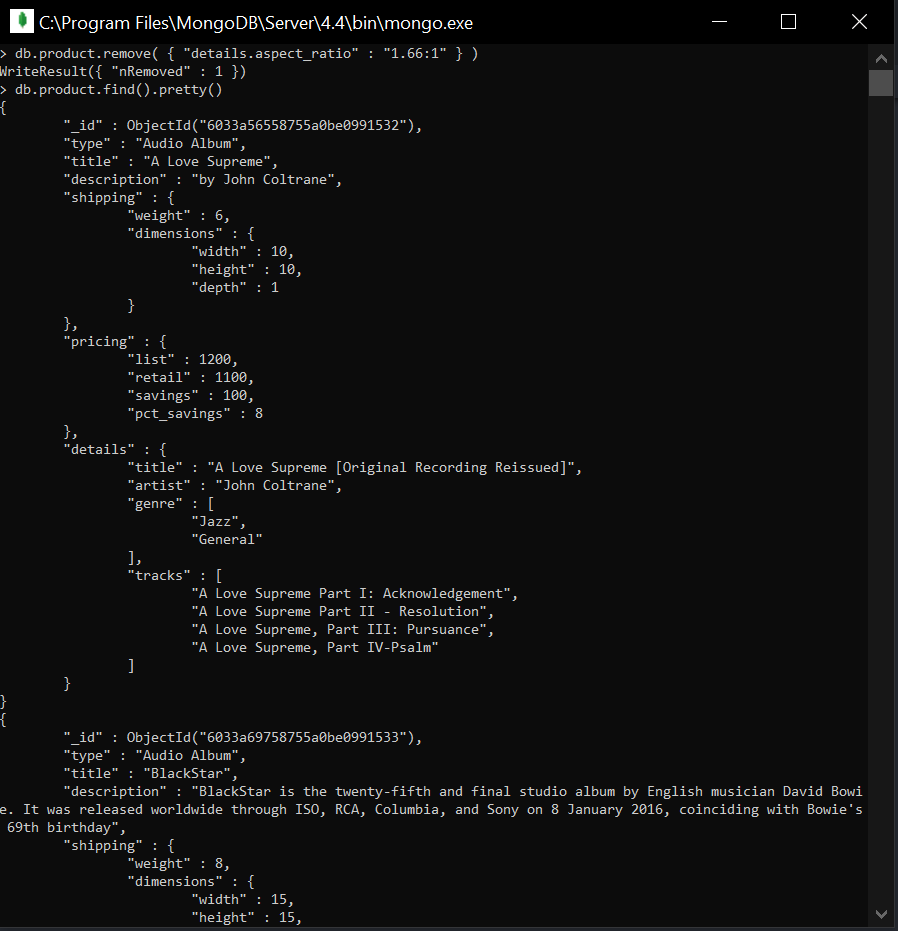 C:\Program Files\MongoDB\Server\4.4\bin\mongo.exe
> db.product.remove( { "details.aspect_ratio" : "1.66:1" } )
WriteResult({ "nRemoved" : 1 })
> db.product.find().pretty()
{
        "_id" : ObjectId("6033a56558755a0be0991532"),
        "type" : "Audio Album",
        "title" : "A Love Supreme",
        "description" : "by John Coltrane",
        "shipping" : {
                "weight" : 6,
                "dimensions" : {
                        "width" : 10,
                        "height" : 10,
                        "depth" : 1
                }
        },
        "pricing" : {
                "list" : 1200,
                "retail" : 1100,
                "savings" : 100,
                "pct_savings" : 8
        },
        "details" : {
                "title" : "A Love Supreme [Original Recording Reissued]",
                "artist" : "John Coltrane",
                "genre" : [
                        "Jazz",
                        "General"
                ],
                "tracks" : [
                        "A Love Supreme Part I: Acknowledgement",
                        "A Love Supreme Part II - Resolution",
                        "A Love Supreme, Part III: Pursuance",
                        "A Love Supreme, Part IV-Psalm"
                ]
        }
}
{
        "_id" : ObjectId("6033a69758755a0be0991533"),
        "type" : "Audio Album",
        "title" : "BlackStar",
        "description" : "BlackStar is the twenty-fifth and final studio album by English musician David Bowi
e. It was released worldwide through ISO, RCA, Columbia, and Sony on 8 January 2016, coinciding with Bowie's
 69th birthday",
        "shipping" : {
                "weight" : 8,
                "dimensions" : {
                        "width" : 15,
                        "height" : 15,